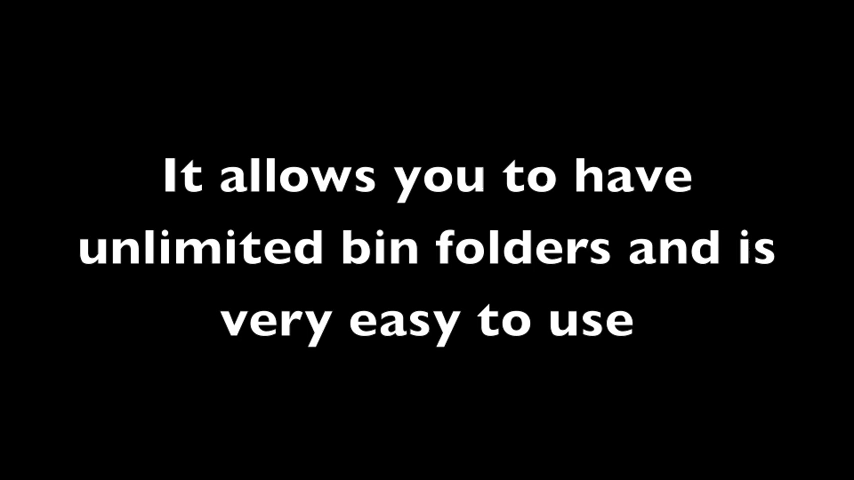 It allows you to have
unlimited bin folders and is
very easy to use